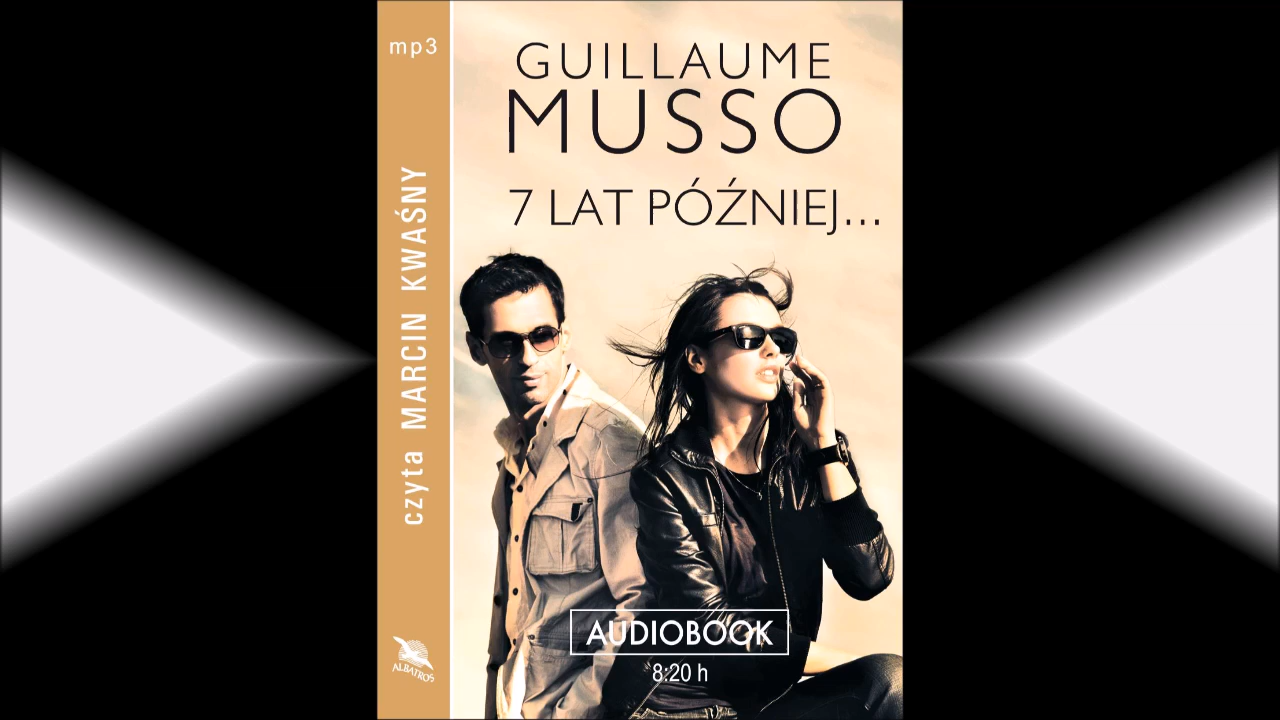 mp3
czyta MARCIN KWAŚNY
ALBATROS
GUILLAUME
MUSSO
7 LAT PÓŹNIEJ...
AUDIOBOOK
8:20 h